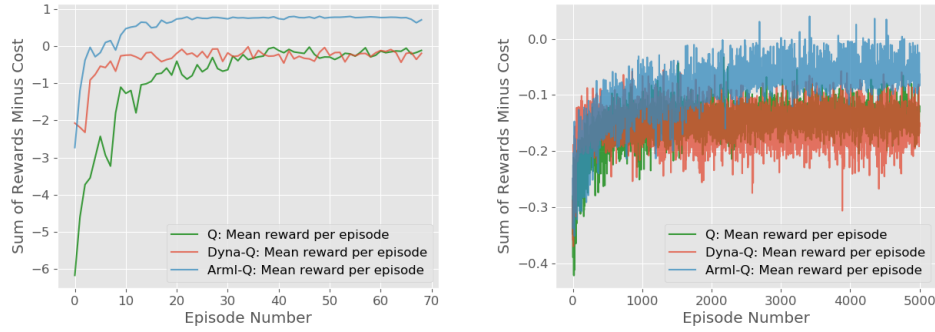 1
0
−1
−2
−3
−4
−5
−6
Sum of Rewards Minus Cost
Q: Mean reward per episode
Dyna-Q: Mean reward per episode
Arml-Q: Mean reward per episode
0 10 20 30 40 50 60 70
Episode Number
0.0
−0.1
−0.2
−0.3
−0.4
Sum of Rewards Minus Cost
Q: Mean reward per episode
Dyna-Q: Mean reward per episode
Arml-Q: Mean reward per episode
0 1000 2000 3000 4000 5000
Episode Number